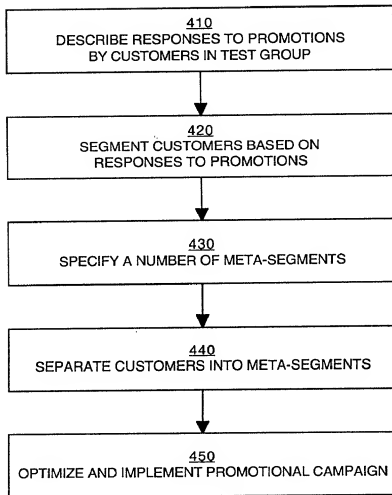 410
DESCRIBE RESPONSES TO PROMOTIONS
BY CUSTOMERS IN TEST GROUP
420
SEGMENT CUSTOMERS BASED ON
RESPONSES TO PROMOTIONS
430
SPECIFY A NUMBER OF META-SEGMENTS
440
SEPARATE CUSTOMERS INTO META-SEGMENTS
450
OPTIMIZE AND IMPLEMENT PROMOTIONAL CAMPAIGN